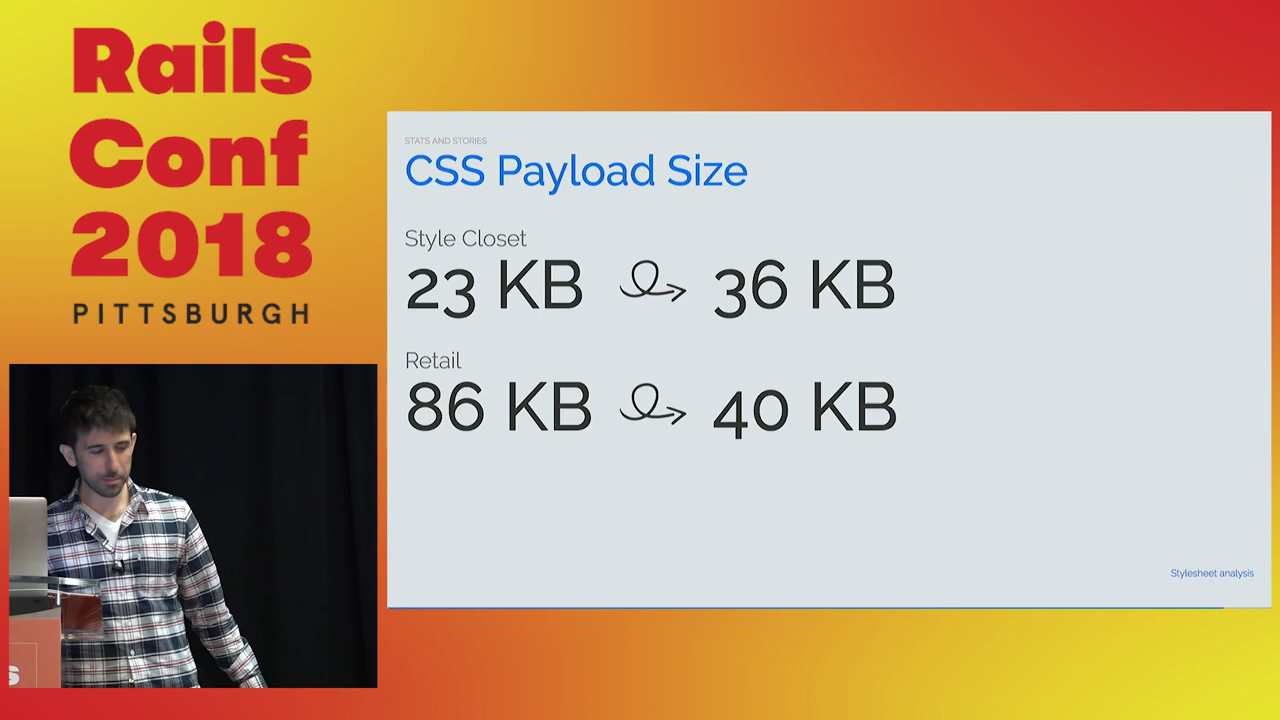 Rails
Conf
2018
PITTSBURGH
STATS AND STORIES
CSS Payload Size
Style Closet
23 KB 36 KB
Retail
86 KB 40 KB
Stylesheet analysis
S